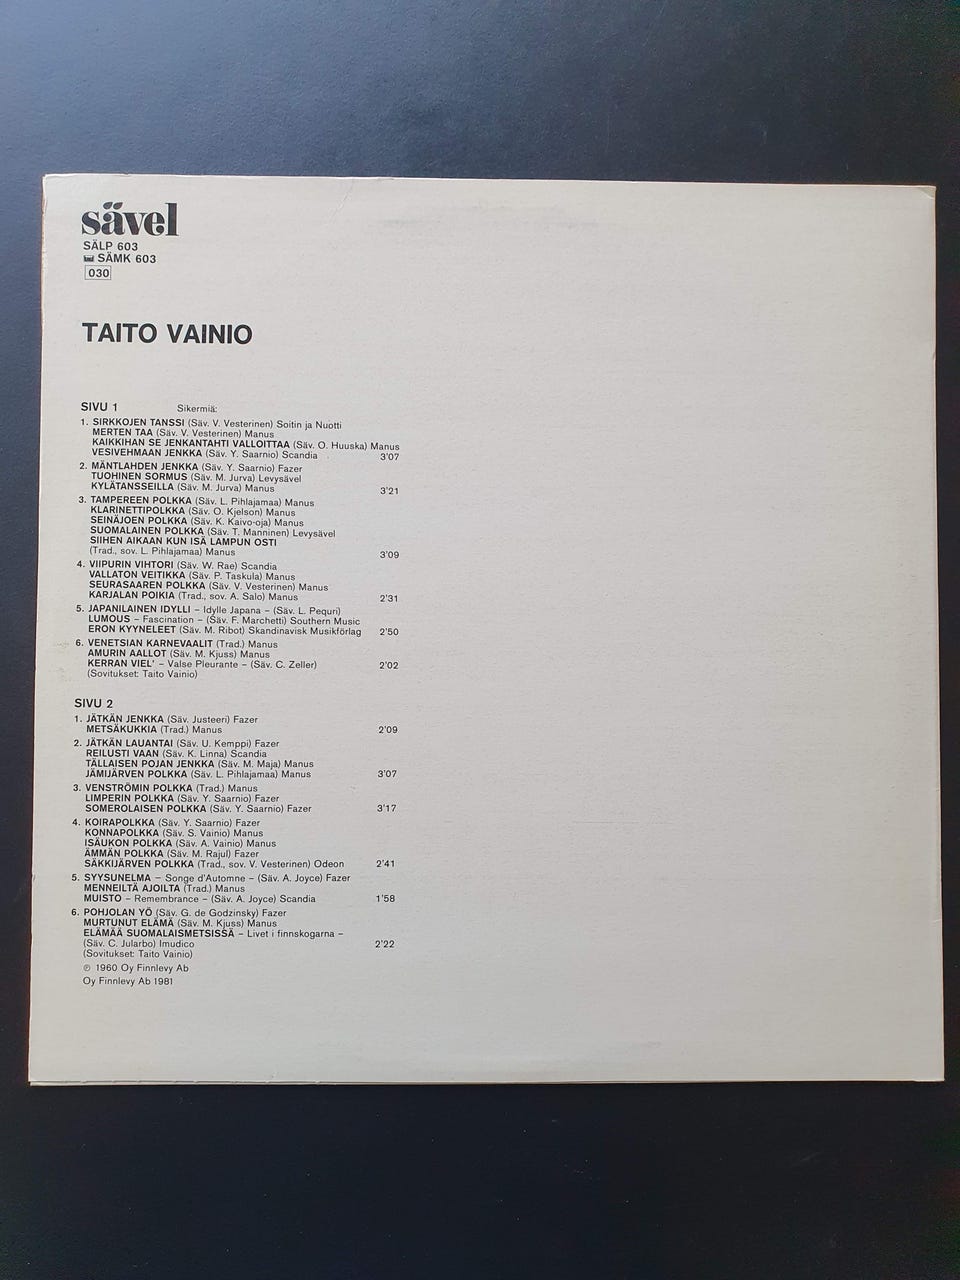 sävel
SÄLP 603
SÄMK 603
030
TAITO VAINIO
SIVU 1 Sikermiä:
1. SIRKKOJEN TANSSI (Säv. V. Vesterinen) Soitin ja Nuotti
MERTEN TAA (Säv. V. Vesterinen) Manus
KAIKKIHAN SE JENKANTAHTI VALLOITTAA (Säv. O. Huuska) Manus
VESIVEHMAAN JENKKA (Säv. Y. Saarnio) Scandia 3'07
2. MÄNTLAHDEN JENKKA (Säv. Y. Saarnio) Fazer
TUOHINEN SORMUS (Säv. M. Jurva) Levysävel
KYLÄTANSSEILLA (Säv. M. Jurva) Manus 3'21
3. TAMPEREEN POLKKA (Säv. L. Pihlajamaa) Manus
KLARINETTIPOLKKA (Säv. O. Kjelson) Manus
SEINÄJOEN POLKKA (Säv. K. Kaivo-oja) Manus
SUOMALAINEN POLKKA (Säv. T. Manninen) Levysävel
SIIHEN AIKAAN KUN ISÄ LAMPUN OSTI
(Trad., sov. L. Pihlajamaa) Manus 3'09
4. VIIPURIN VIHTORI (Säv. W. Rae) Scandia
VALLATON VEITIKKA (Säv. P. Taskula) Manus
SEURASAAREN POLKKA (Säv. V. Vesterinen) Manus
KARJALAN POIKIA (Trad., sov. A. Salo) Manus 2'31
5. JAPANILAINEN IDYLLI – Idylle Japana – (Säv. L. Pequri)
LUMOUS – Fascination – (Säv. F. Marchetti) Southern Music
ERON KYYNELEET (Säv. M. Ribot) Skandinavisk Musikförlag 2'50
6. VENETSIAN KARNEVAALIT (Trad.) Manus
AMURIN AALLOT (Säv. M. Kjuss) Manus
KERRAN VIEL' – Valse Pleurante – (Säv. C. Zeller) 2'02
(Sovitukset: Taito Vainio)
SIVU 2
1. JÄTKÄN JENKKA (Säv. Justeeri) Fazer
METSÄKUKKIA (Trad.) Manus 2'09
2. JÄTKÄN LAUANTAI (Säv. U. Kemppi) Fazer
REILUSTI VAAN (Säv. K. Linna) Scandia
TÄLLAISEN POJAN JENKKA (Säv. M. Maja) Manus
JÄMIJÄRVEN POLKKA (Säv. L. Pihlajamaa) Manus 3'07
3. VENSTRÖMIN POLKKA (Trad.) Manus
LIMPERIN POLKKA (Säv. Y. Saarnio) Fazer
SOMEROLAISEN POLKKA (Säv. Y. Saarnio) Fazer 3'17
4. KOIRAPOLKKA (Säv. Y. Saarnio) Fazer
KONNAPOLKKA (Säv. S. Vainio) Manus
ISÄUKON POLKKA (Säv. A. Vainio) Manus
ÄMMÄN POLKKA (Säv. M. Rajul) Fazer
SÄKKIJÄRVEN POLKKA (Trad., sov. V. Vesterinen) Odeon 2'41
5. SYYSUNELMA – Songe d'Automne – (Säv. A. Joyce) Fazer
MENNEILTÄ AJOILTA (Trad.) Manus
MUISTO – Remembrance – (Säv. A. Joyce) Scandia 1'58
6. POHJOLAN YÖ (Säv. G. de Godzinsky) Fazer
MURTUNUT ELÄMÄ (Säv. M. Kjuss) Manus
ELÄMÄÄ SUOMALAISMETSISSÄ – Livet i finnskogarna –
(Säv. C. Jularbo) Imudico 2'22
(Sovitukset: Taito Vainio)
℗ 1960 Oy Finnlevy Ab
Oy Finnlevy Ab 1981